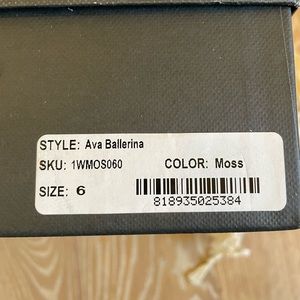 STYLE: Ava Ballerina
SKU: 1WMOS060 COLOR: Moss
SIZE: 6
818935025384